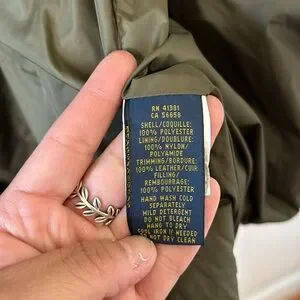 RN 41381
CA 56658
SHELL/COQUILLE:
100% POLYESTER
LINING/DOUBLURE:
100% NYLON/
POLYAMIDE
TRIMMING/BORDURE:
100% LEATHER/CUIR
FILLING/
REMBOURRAGE:
100% POLYESTER
HAND WASH COLD
SEPARATELY
MILD DETERGENT
DO NOT BLEACH
HANG TO DRY
COOL IRON IF NEEDED
DO NOT DRY CLEAN